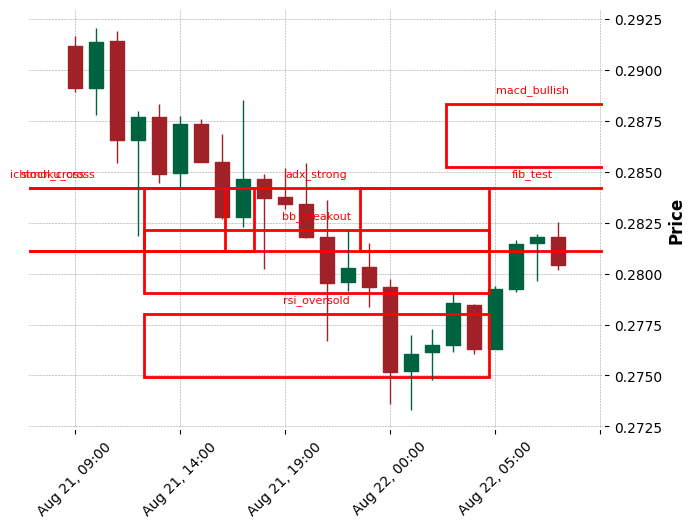 0.2925
0.2900
macd_bullish
0.2875
adx_strong
fib_test
0.2850
bb_breakout
0.2825
0.2800
rsi_oversold
0.2775
0.2750
0.2725
Price
Aug 21, 09:00
Aug 21, 14:00
Aug 21, 19:00
Aug 22, 00:00
Aug 22, 05:00